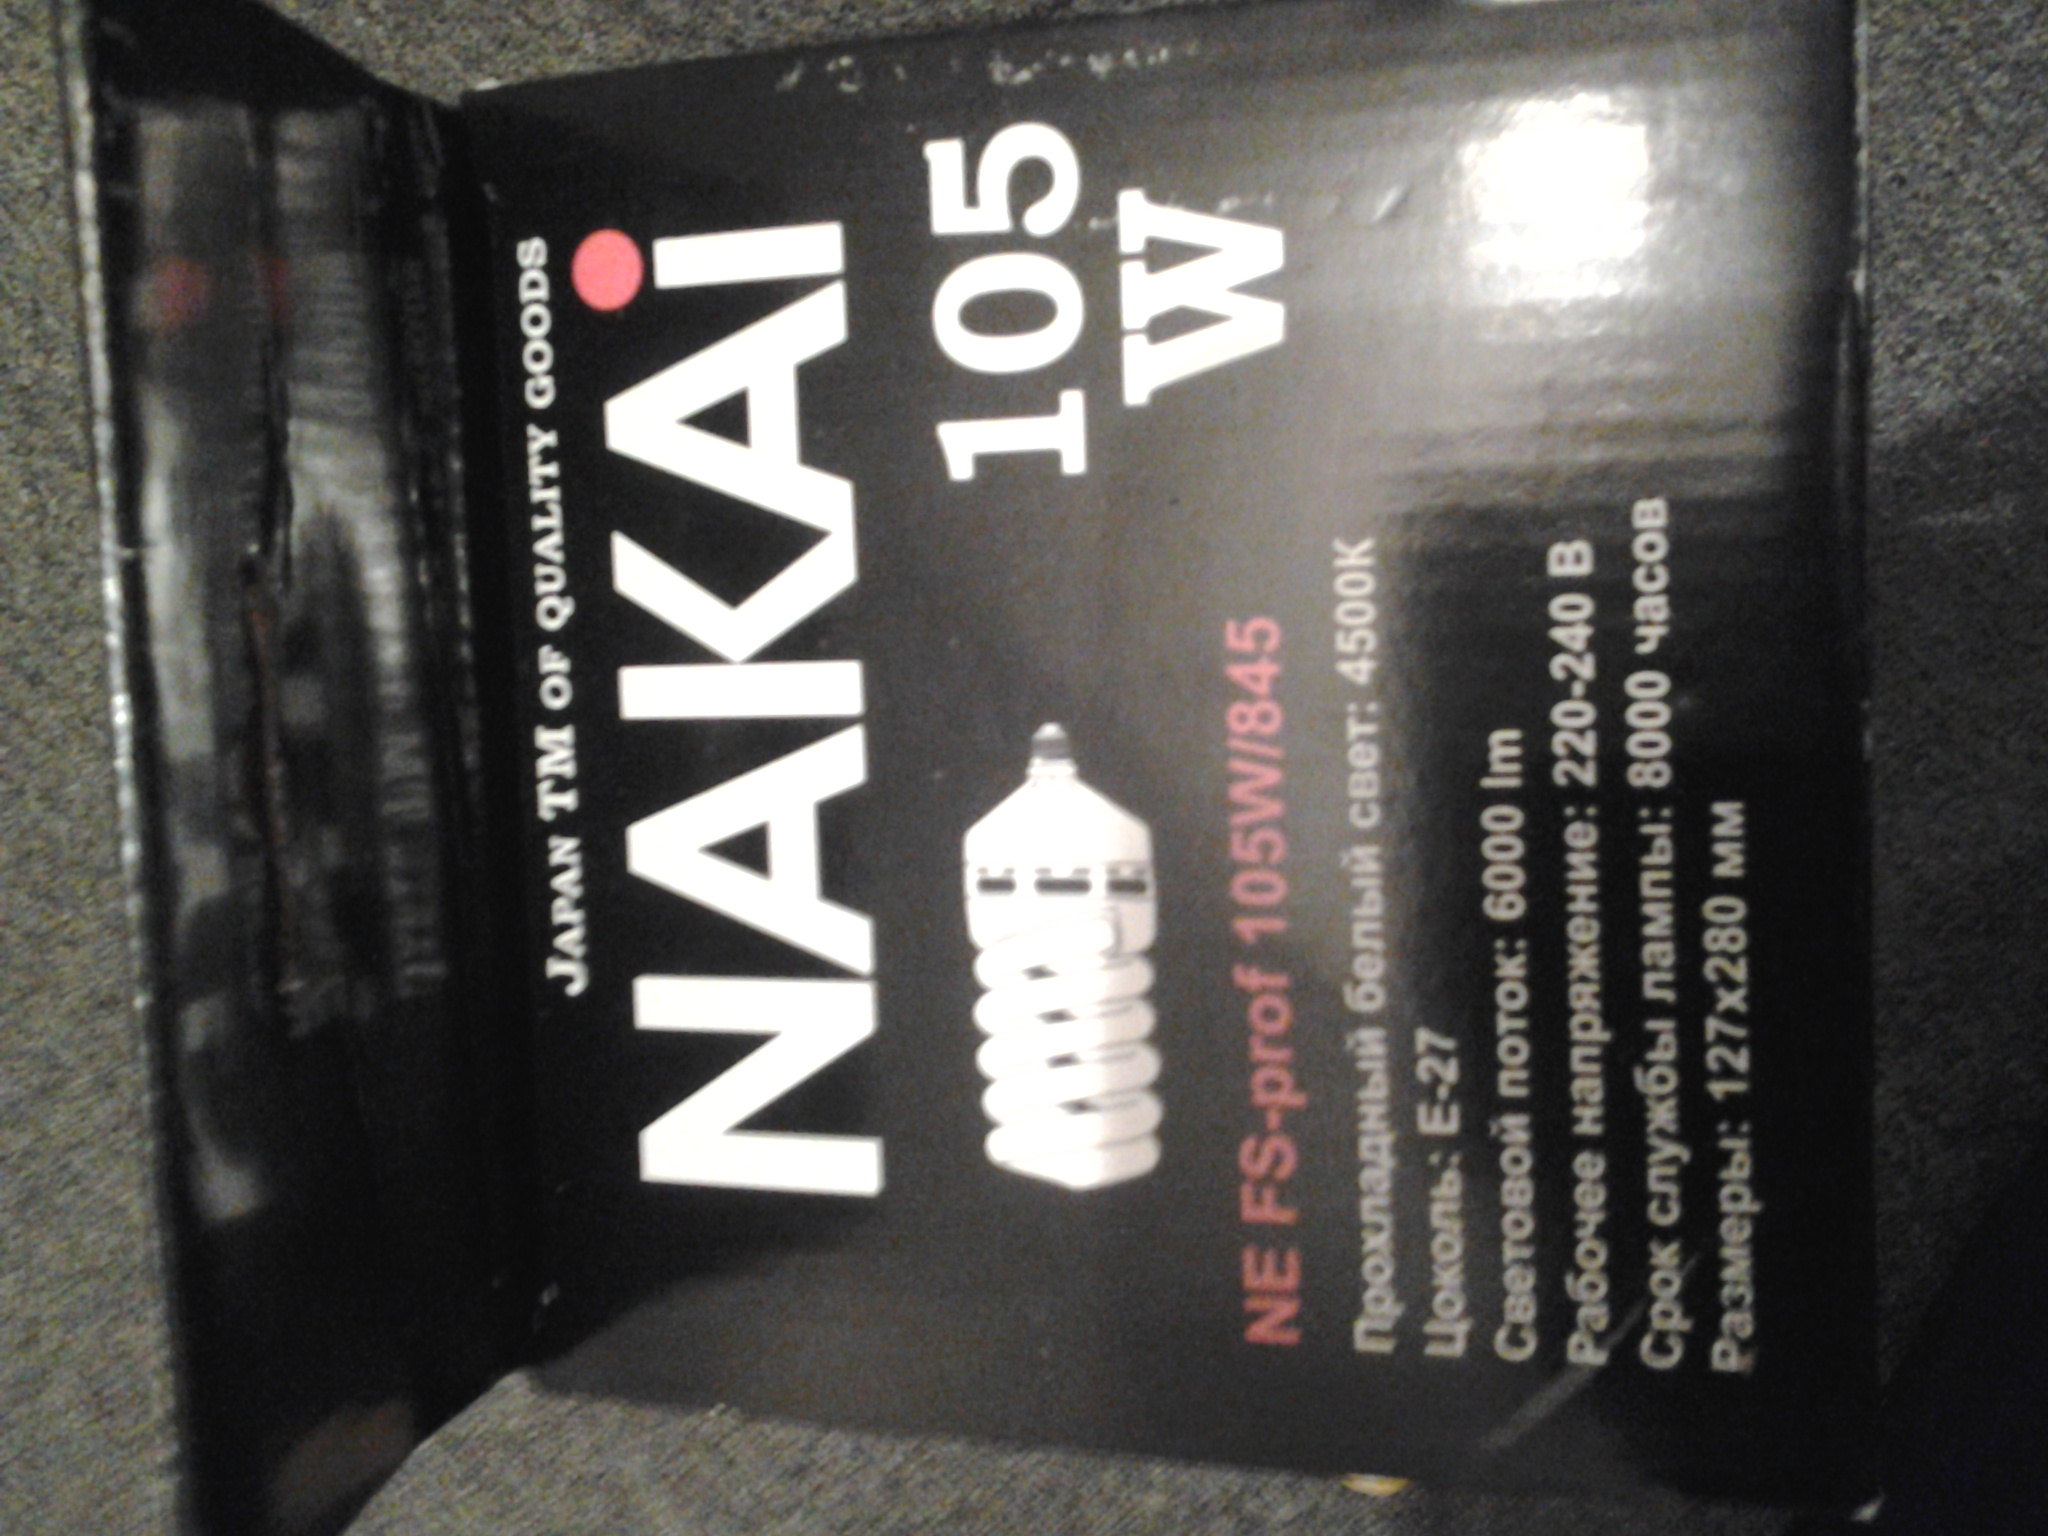 JAPAN TM OF QUALITY GOODS
NAKAI
105
W
NE FS-prof 105W/845
Прохладный белый свет: 4500K
Цоколь: E-27
Световой поток: 6000 lm
Рабочее напряжение: 220-240 В
Срок службы лампы: 8000 часов
Размеры: 127x280 мм